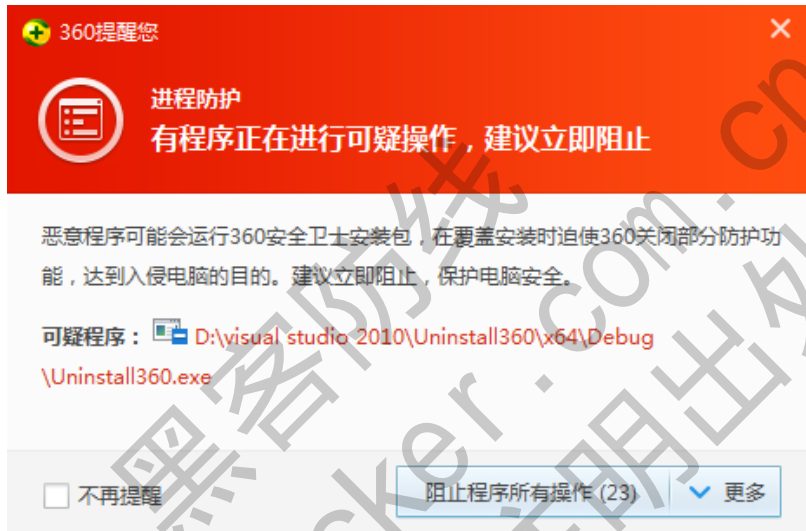 360提醒您
进程防护
有程序正在进行可疑操作，建议立即阻止
恶意程序可能会运行360安全卫士安装包，在覆盖安装时迫使360关闭部分防护功
能，达到入侵电脑的目的。建议立即阻止，保护电脑安全。
可疑程序： D:\visual studio 2010\Uninstall360\x64\Debug
\Uninstall360.exe
不再提醒
阻止程序所有操作 (23)
更多
黑客防线
.com.cn